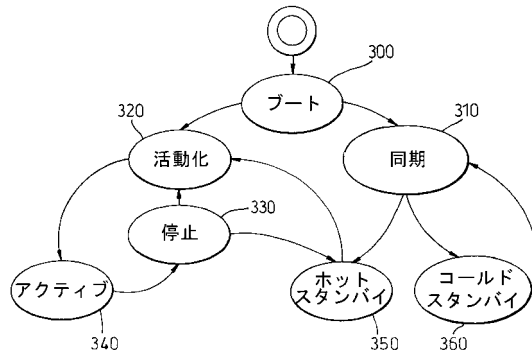 300
ブート
320
310
活動化
同期
330
停止
アクティブ
340
ホット
スタンバイ
350
コールド
スタンバイ
360